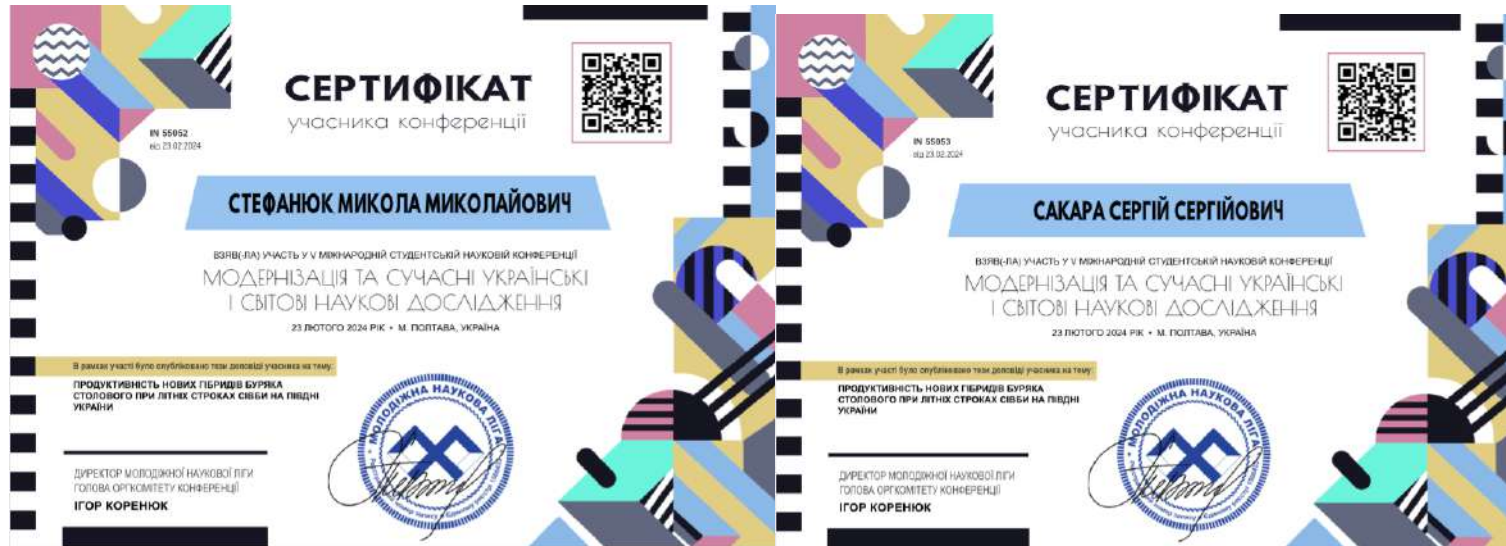 СЕРТИФІКАТ
учасника конференції
IN 55052
від 23.02.2024
СТЕФАНЮК МИКОЛА МИКОЛАЙОВИЧ
ВЗЯВ(-ЛА) УЧАСТЬ У V МІЖНАРОДНІЙ СТУДЕНТСЬКІЙ НАУКОВІЙ КОНФЕРЕНЦІЇ
МОДЕРНІЗАЦІЯ ТА СУЧАСНІ УКРАЇНСЬКІ
І СВІТОВІ НАУКОВІ ДОСЛІДЖЕННЯ
23 ЛЮТОГО 2024 РІК • М. ПОЛТАВА, УКРАЇНА
В рамках участі було опубліковано тези доповіді учасника на тему:
ПРОДУКТИВНІСТЬ НОВИХ ГІБРИДІВ БУРЯКА
СТОЛОВОГО ПРИ ЛІТНІХ СТРОКАХ СІВБИ НА ПІВДНІ
УКРАЇНИ
МОЛОДІЖНА НАУКОВА ЛІГА
ДИРЕКТОР МОЛОДІЖНОЇ НАУКОВОЇ ЛІГИ
ГОЛОВА ОРГКОМІТЕТУ КОНФЕРЕНЦІЇ
ІГОР КОРЕНЮК
СЕРТИФІКАТ
учасника конференції
IN 55053
від 23.02.2024
САКАРА СЕРГІЙ СЕРГІЙОВИЧ
ВЗЯВ(-ЛА) УЧАСТЬ У V МІЖНАРОДНІЙ СТУДЕНТСЬКІЙ НАУКОВІЙ КОНФЕРЕНЦІЇ
МОДЕРНІЗАЦІЯ ТА СУЧАСНІ УКРАЇНСЬКІ
І СВІТОВІ НАУКОВІ ДОСЛІДЖЕННЯ
23 ЛЮТОГО 2024 РІК • М. ПОЛТАВА, УКРАЇНА
В рамках участі було опубліковано тези доповіді учасника на тему:
ПРОДУКТИВНІСТЬ НОВИХ ГІБРИДІВ БУРЯКА
СТОЛОВОГО ПРИ ЛІТНІХ СТРОКАХ СІВБИ НА ПІВДНІ
УКРАЇНИ
МОЛОДІЖНА НАУКОВА ЛІГА
ДИРЕКТОР МОЛОДІЖНОЇ НАУКОВОЇ ЛІГИ
ГОЛОВА ОРГКОМІТЕТУ КОНФЕРЕНЦІЇ
ІГОР КОРЕНЮК